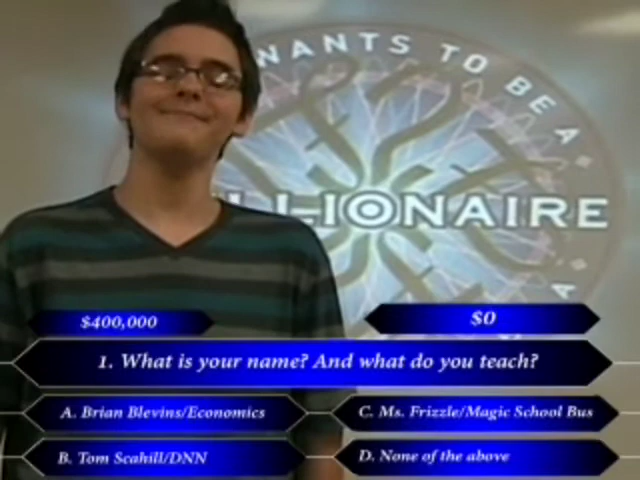 WANTS TO BE A
MILLIONAIRE
A
$400,000
$0
1. What is your name? And what do you teach?
A. Brian Blevins/Economics
C. Ms. Frizzle/Magic School Bus
B. Tom Scahill/DNN
D. None of the above